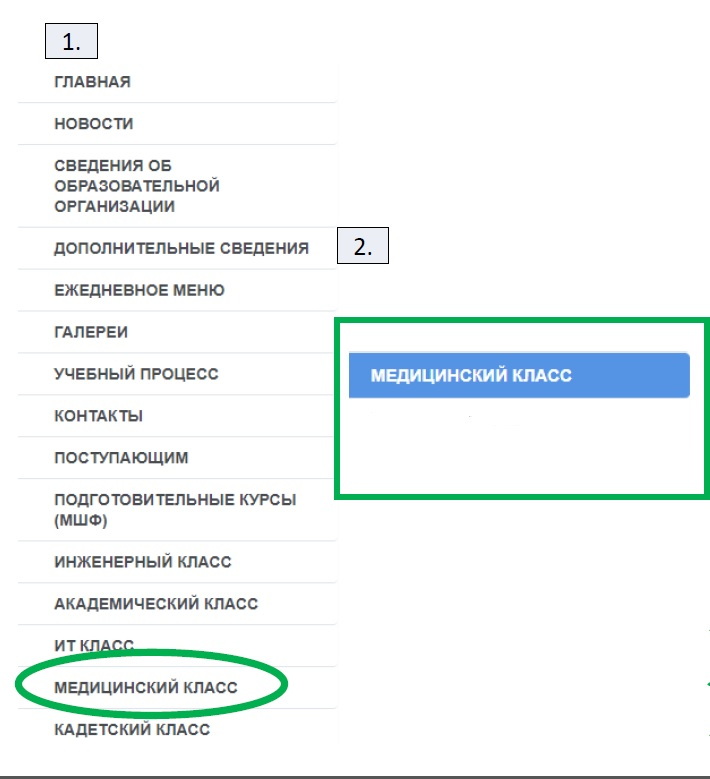 1.
ГЛАВНАЯ
НОВОСТИ
СВЕДЕНИЯ ОБ
ОБРАЗОВАТЕЛЬНОЙ
ОРГАНИЗАЦИИ
ДОПОЛНИТЕЛЬНЫЕ СВЕДЕНИЯ
ЕЖЕДНЕВНОЕ МЕНЮ
ГАЛЕРЕИ
УЧЕБНЫЙ ПРОЦЕСС
КОНТАКТЫ
ПОСТУПАЮЩИМ
ПОДГОТОВИТЕЛЬНЫЕ КУРСЫ
(МШФ)
ИНЖЕНЕРНЫЙ КЛАСС
АКАДЕМИЧЕСКИЙ КЛАСС
ИТ КЛАСС
МЕДИЦИНСКИЙ КЛАСС
КАДЕТСКИЙ КЛАСС
2.
МЕДИЦИНСКИЙ КЛАСС